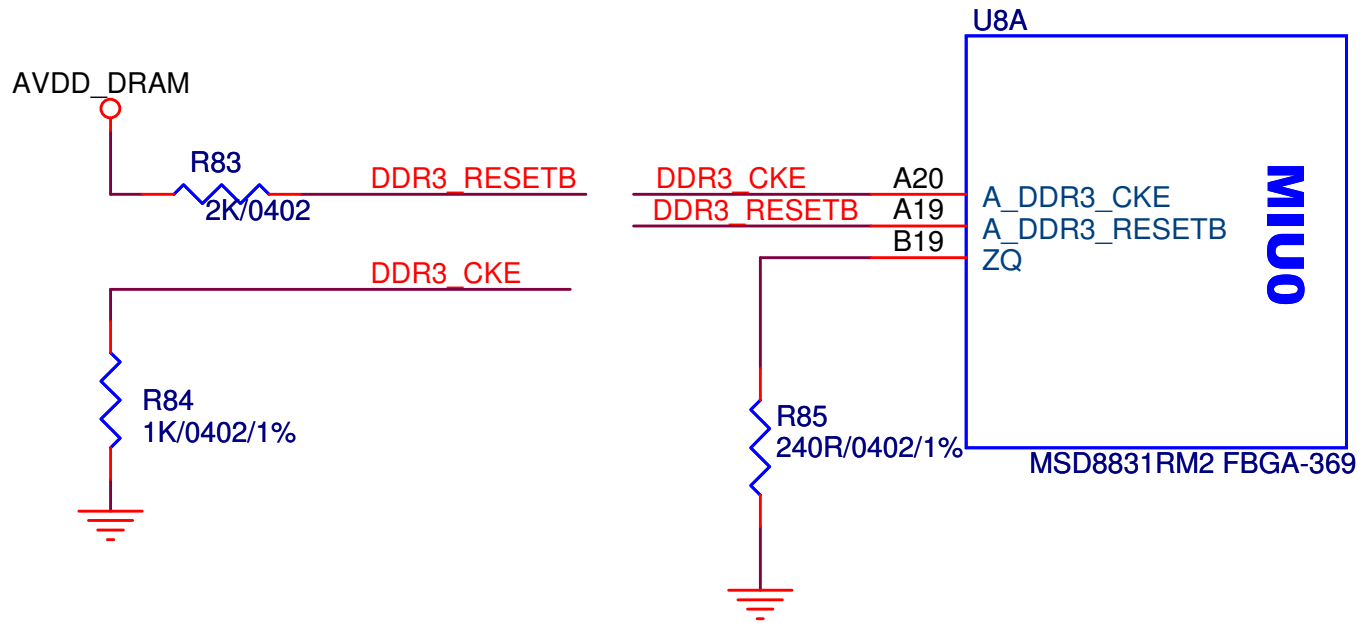 U8A
AVDD_DRAM
R83
2K/0402
DDR3_RESETB
DDR3_CKE
A20
A_DDR3_CKE
DDR3_RESETB
A19
A_DDR3_RESETB
B19
ZQ
MIU0
DDR3_CKE
R84
1K/0402/1%
R85
240R/0402/1%
MSD8831RM2 FBGA-369